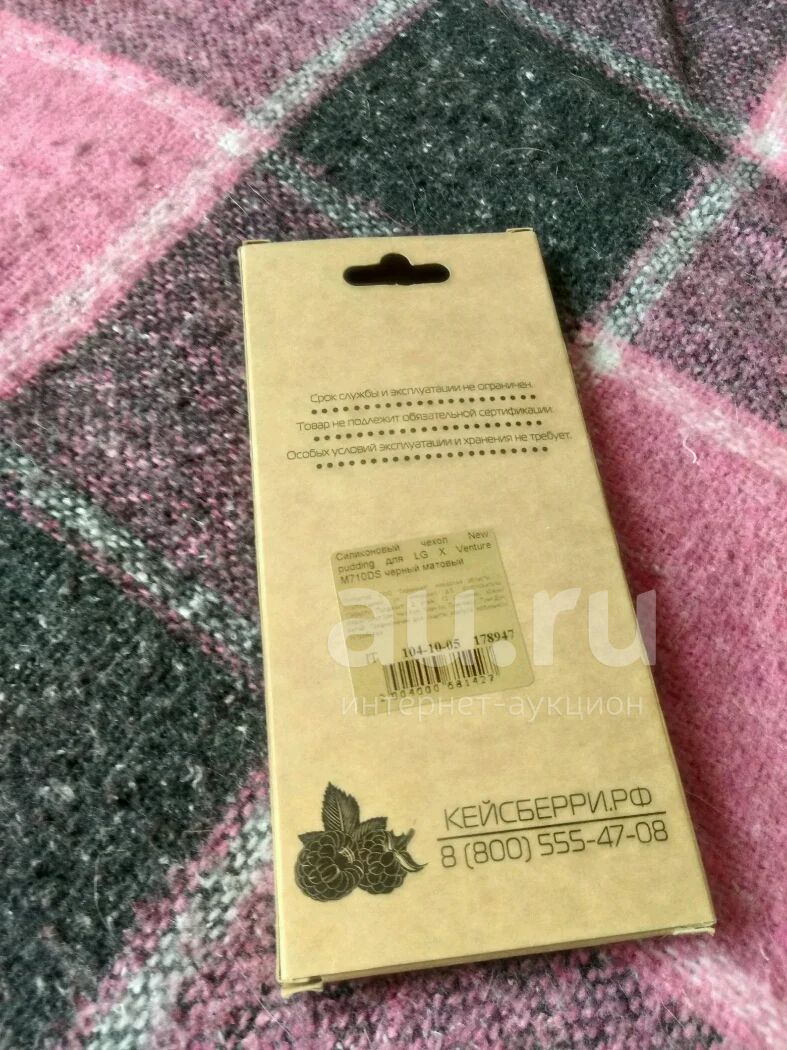 Срок службы и эксплуатации не ограничен.
Товар не подлежит обязательной сертификации.
Особых условий эксплуатации и хранения не требует.
Силиконовый чехол New
pudding для LG X Venture
M710DS черный матовый
au.ru
IT 104-10-05 178947
интернет-аукцион
КЕЙСБЕРРИ.РФ
8 (800) 555-47-08